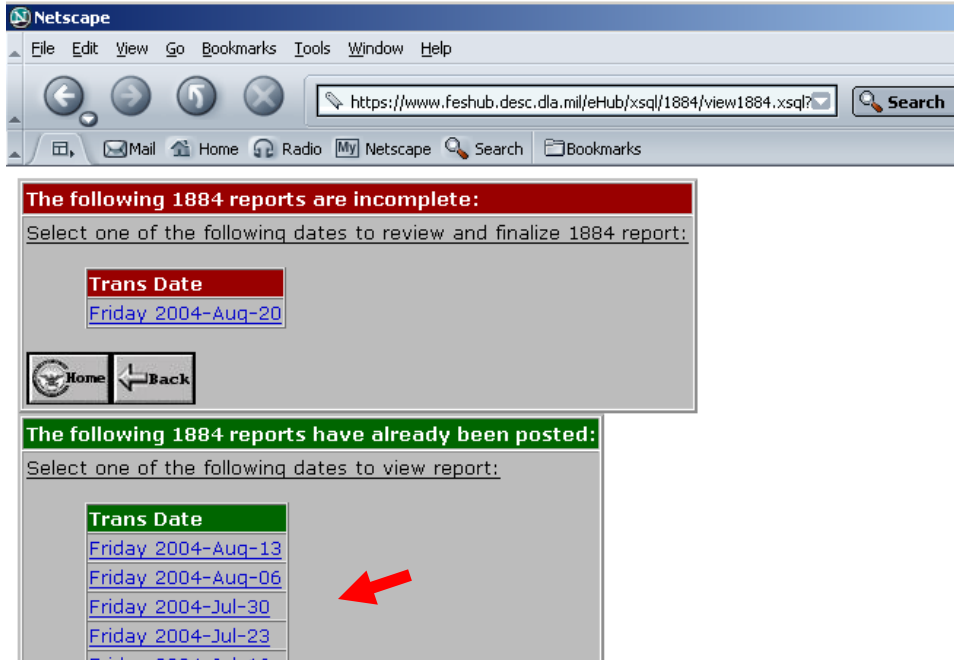 Netscape
File Edit View Go Bookmarks Tools Window Help
https://www.feshub.desc.dla.mil/eHub/xsql/1884/view1884.xsql? Search
Mail Home Radio My Netscape Search Bookmarks
The following 1884 reports are incomplete:
Select one of the following dates to review and finalize 1884 report:
Trans Date
Friday 2004-Aug-20
Home Back
The following 1884 reports have already been posted:
Select one of the following dates to view report:
Trans Date
Friday 2004-Aug-13
Friday 2004-Aug-06
Friday 2004-Jul-30
Friday 2004-Jul-23